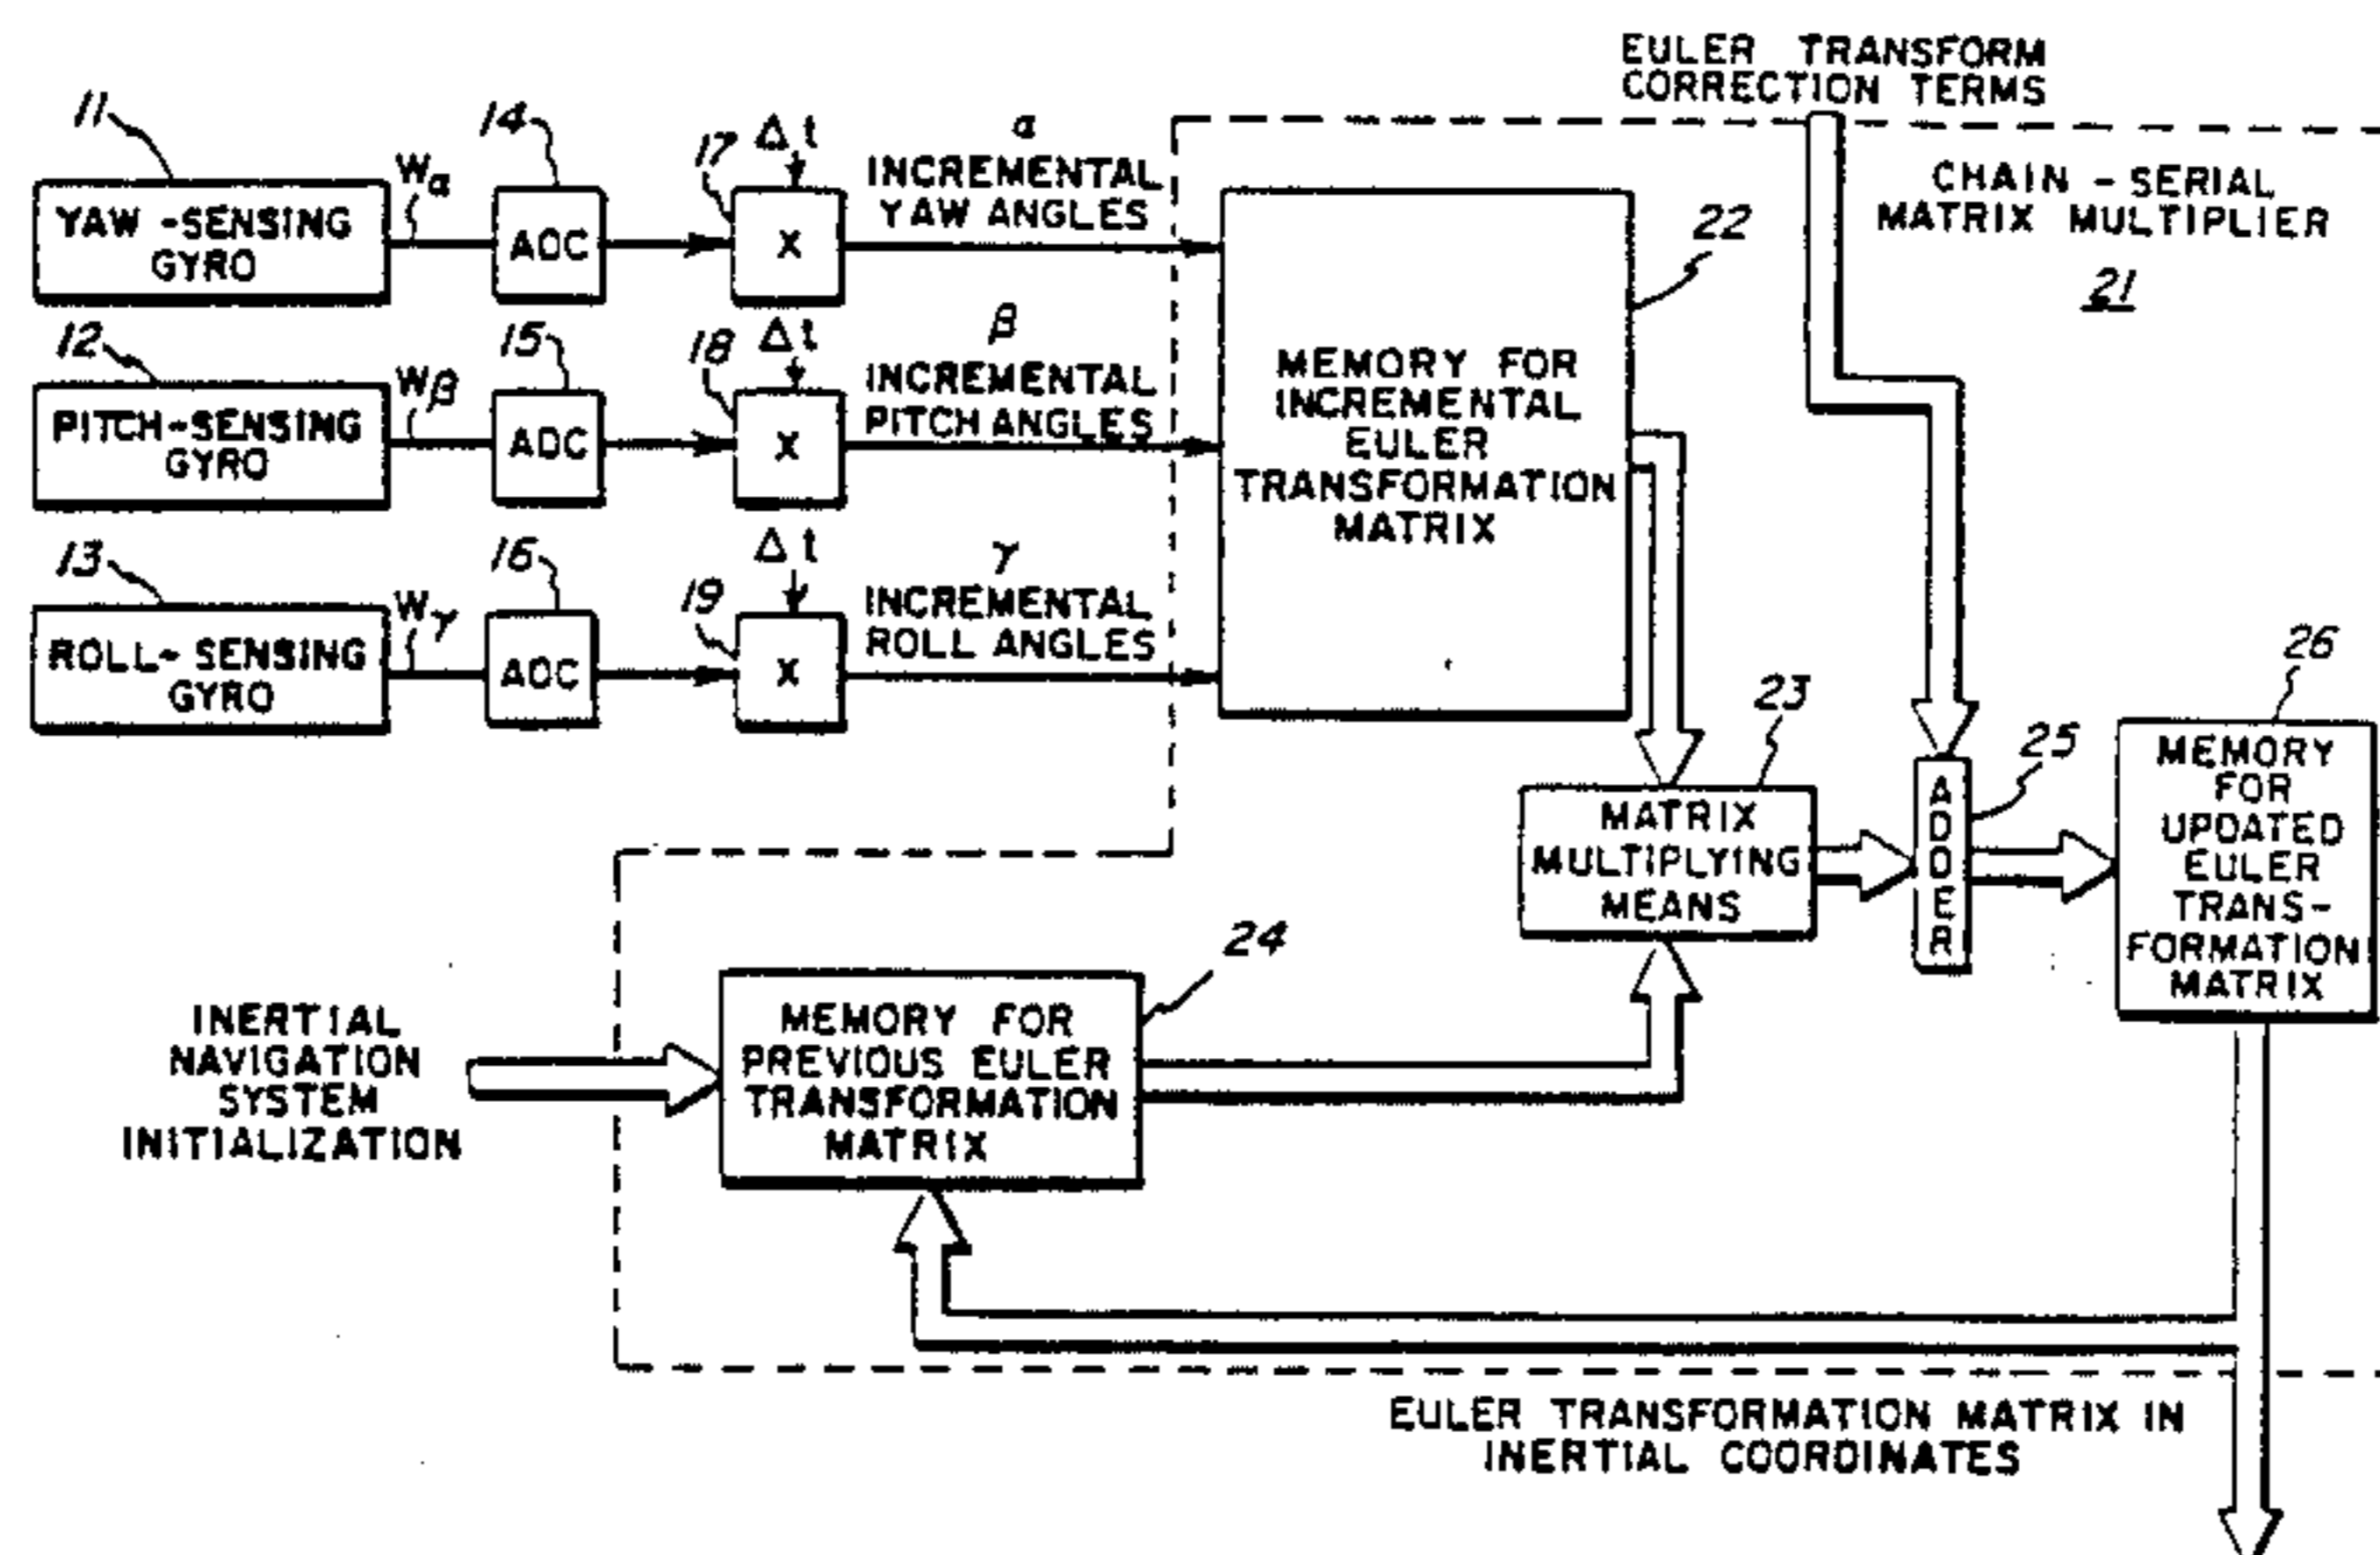 EULER TRANSFORM
CORRECTION TERMS
CHAIN - SERIAL
MATRIX MULTIPLIER
21
11
YAW -SENSING
GYRO
Wα
14
ADC
17
Δt
X
α
INCREMENTAL
YAW ANGLES
12
PITCH-SENSING
GYRO
Wβ
15
ADC
18
Δt
X
β
INCREMENTAL
PITCH ANGLES
13
ROLL- SENSING
GYRO
Wγ
16
ADC
19
Δt
X
γ
INCREMENTAL
ROLL ANGLES
22
MEMORY FOR
INCREMENTAL
EULER
TRANSFORMATION
MATRIX
23
MATRIX
MULTIPLYING
MEANS
25
ADDER
26
MEMORY
FOR
UPDATED
EULER
TRANS-
FORMATION
MATRIX
INERTIAL
NAVIGATION
SYSTEM
INITIALIZATION
24
MEMORY FOR
PREVIOUS EULER
TRANSFORMATION
MATRIX
EULER TRANSFORMATION MATRIX IN
INERTIAL COORDINATES